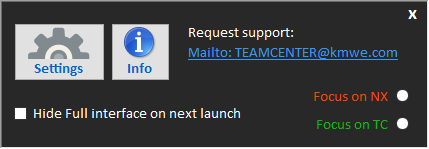 X
Request support:
Mailto: TEAMCENTER@kmwe.com
Settings
Info
Focus on NX
Hide Full interface on next launch
Focus on TC